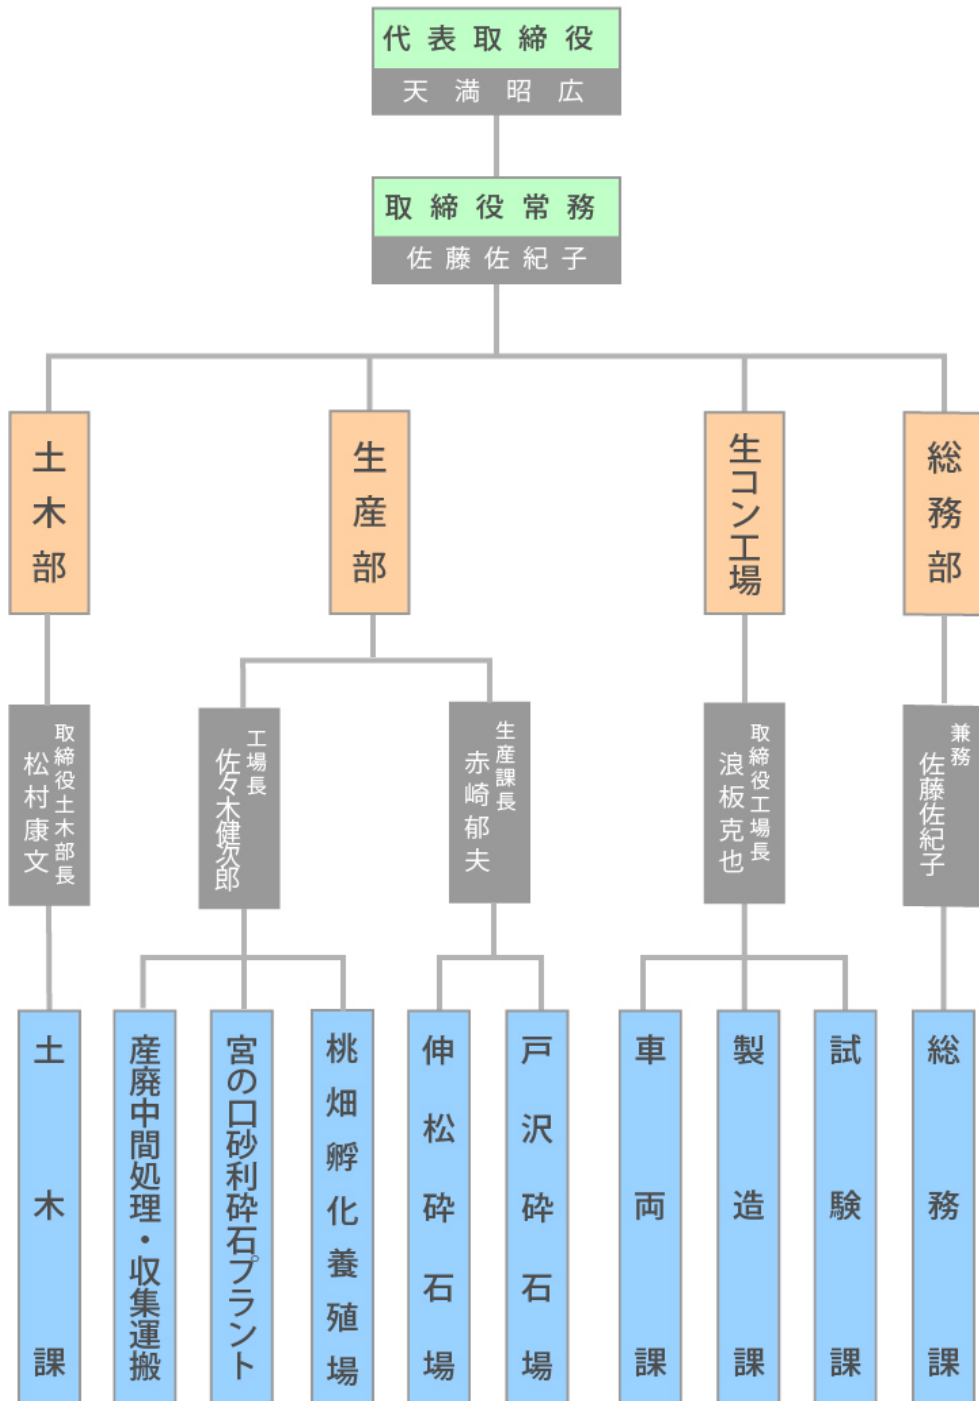 代表取締役
天満昭広
取締役常務
佐藤佐紀子
土木部
生産部
生コン工場
総務部
取締役土木部長
松村康文
工場長
佐々木健次郎
生産課長
赤崎郁夫
取締役工場長
浪板克也
兼務
佐藤佐紀子
土木課
産廃中間処理・収集運搬
宮の口砂利砕石プラント
桃畑孵化養殖場
伸松砕石場
戸沢砕石場
車両課
製造課
試験課
総務課